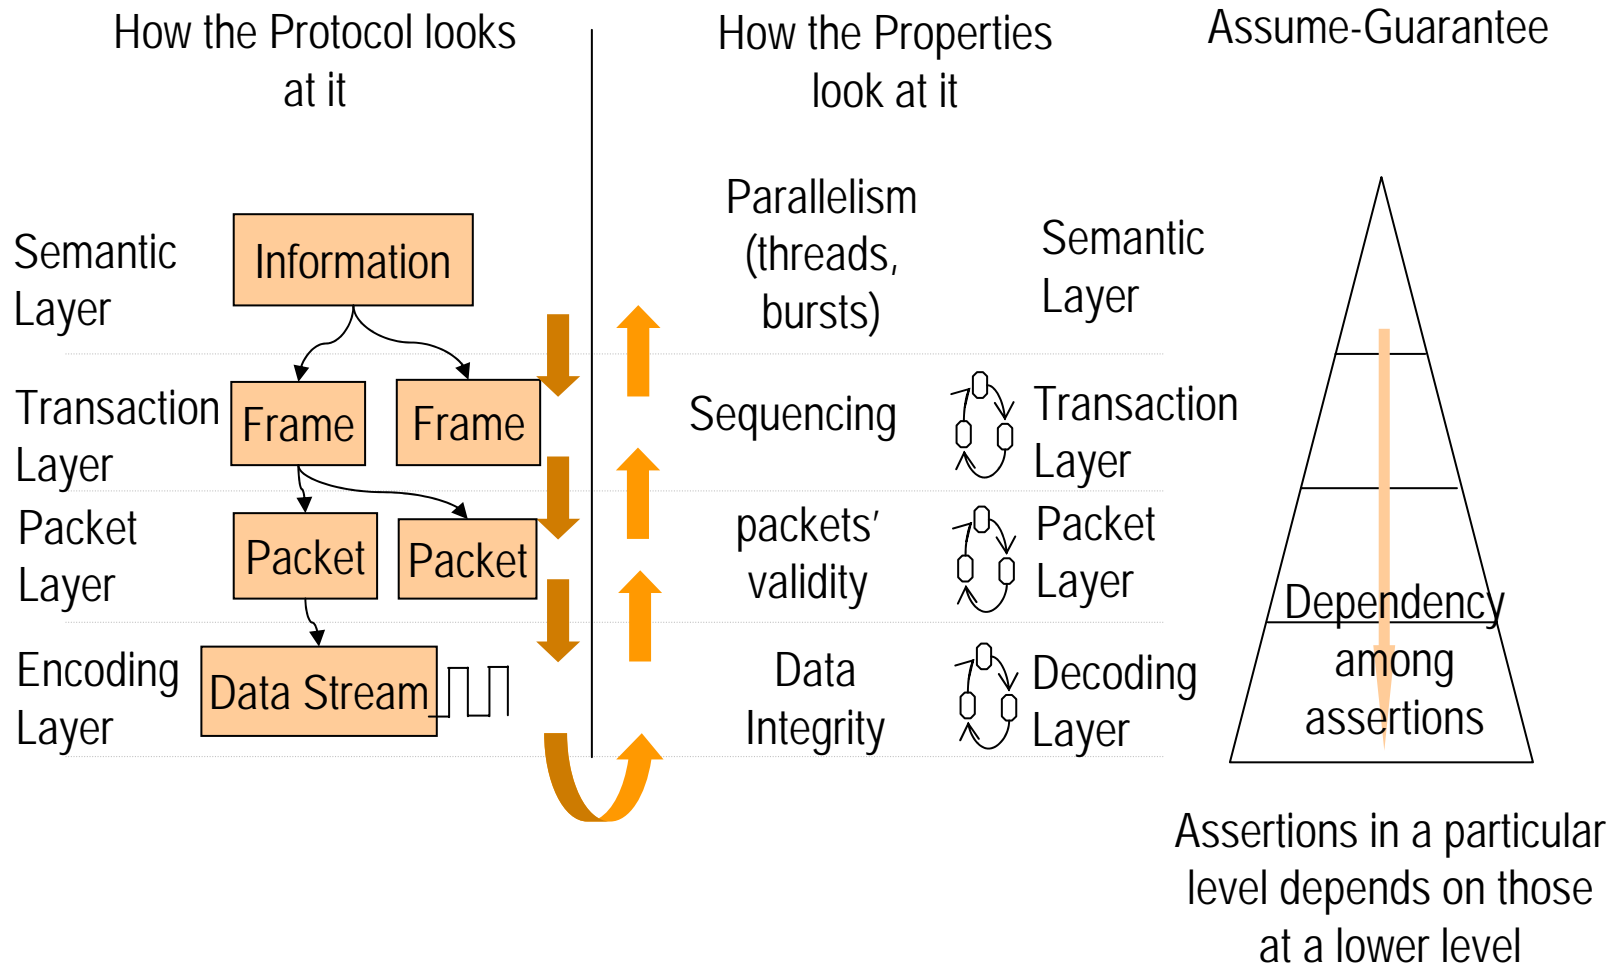 How the Protocol looks
at it
How the Properties
look at it
Assume-Guarantee
Semantic
Layer
Information
Parallelism
(threads,
bursts)
Semantic
Layer
Transaction
Layer
Frame
Frame
Sequencing
Transaction
Layer
Packet
Layer
Packet
Packet
packets’
validity
Packet
Layer
Encoding
Layer
Data Stream
Data
Integrity
Decoding
Layer
Dependency
among
assertions
Assertions in a particular
level depends on those
at a lower level